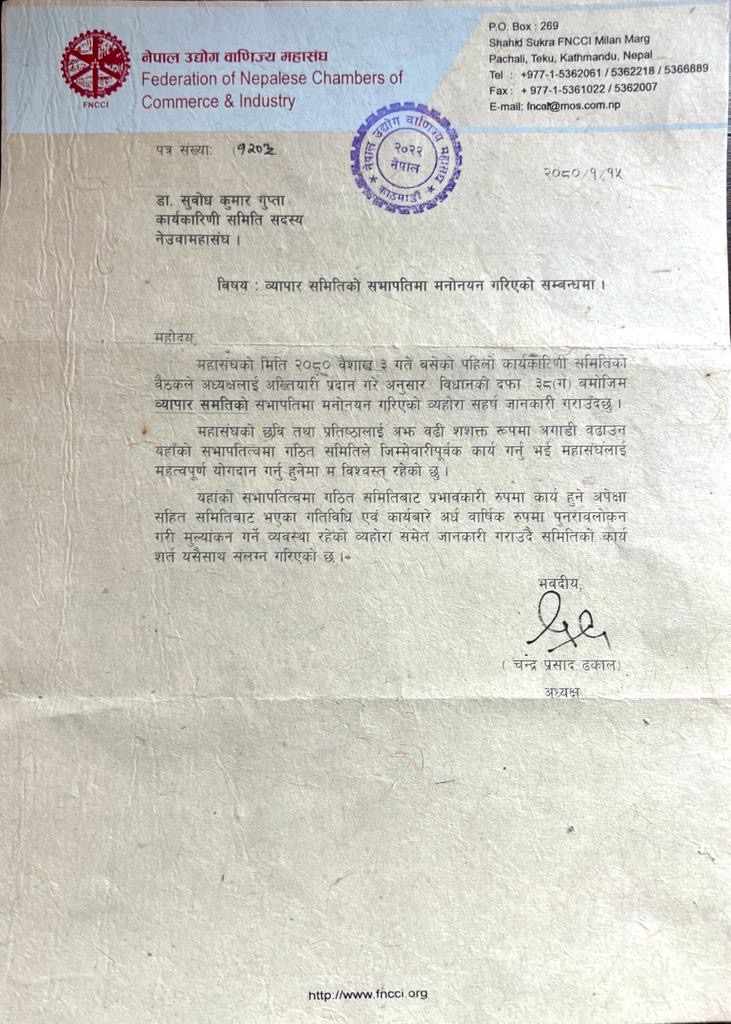 नेपाल उद्योग वाणिज्य महासंघ
Federation of Nepalese Chambers of
Commerce & Industry
FNCCI
P.O. Box : 269
Shahid Sukra FNCCI Milan Marg
Pachali, Teku, Kathmandu, Nepal
Tel : +977-1-5362061 / 5362218 / 5366889
Fax : + 977-1-5361022 / 5362007
E-mail: fncci@mos.com.np
पत्र संख्या:
नेपाल उद्योग वाणिज्य महासंघ
२०२२
नेपाल
काठमाडौं
२०८०/१/१५
डा. सुवोध कुमार गुप्ता
कार्यकारिणी समिति सदस्य
नेउवामहासंघ ।
बिषय : व्यापार समितिको सभापतिमा मनोनयन गरिएको सम्बन्धमा ।
महोदय,
महासंघको मिति २०८० वैशाख ३ गते बसेको पहिलो कार्यकारिणी समितिको
वैठकले अध्यक्षलाई अख्तियारी प्रदान गरे अनुसार विधानको दफा ३८(ग) वमोजिम
व्यापार समतिको सभापतिमा मनोनयन गरिएको व्यहोरा सहर्ष जानकारी गराउँदछु ।
महासंघको छवि तथा प्रतिष्ठालाई अझ वढी शशक्त रूपमा अगाडी वढाउन
यहाँको सभापतित्वमा गठित समितिले जिम्मेवारीपूर्वक कार्य गर्नु भई महासंघलाई
महत्वपूर्ण योगदान गर्नु हुनेमा म विश्वस्त रहेको छु ।
यहांको सभापतित्वमा गठित समितिबाट प्रभावकारी रुपमा कार्य हुने अपेक्षा
सहित समितिबाट भएका गतिविधि एवं कार्यबारे अर्ध वार्षिक रुपमा पुनरावलोकन
गरी मुल्यांकन गर्ने व्यवस्था रहेको व्यहोरा समेत जानकारी गराउदै समितिको कार्य
शर्त यसैसाथ संलग्न गरिएको छ ।
भवदीय,
( चन्द्र प्रसाद ढकाल)
अध्यक्ष
http://www.fncci.org